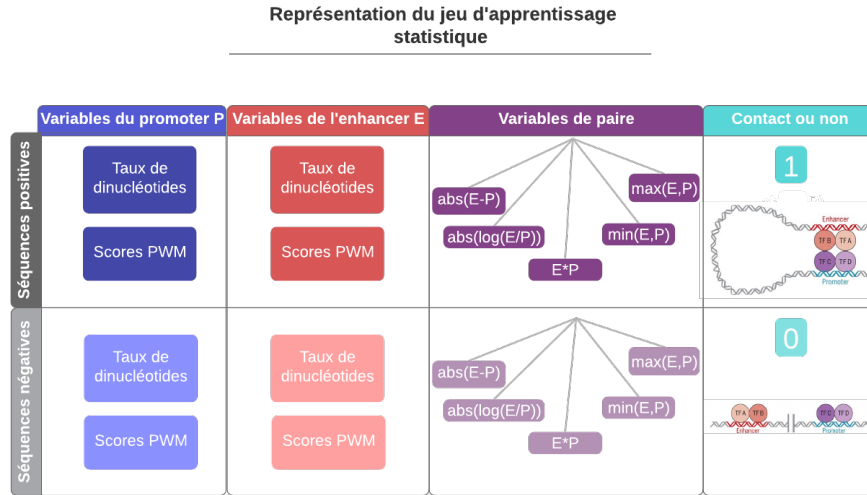 Représentation du jeu d'apprentissage
statistique
Variables du promoter P
Variables de l'enhancer E
Variables de paire
Contact ou non
Séquences positives
Taux de
dinucléotides
Scores PWM
Taux de
dinucléotides
Scores PWM
abs(E-P)
abs(log(E/P))
E*P
min(E,P)
max(E,P)
1
Enhancer
TF B
TF A
TF C
TF D
Promoter
Séquences négatives
Taux de
dinucléotides
Scores PWM
Taux de
dinucléotides
Scores PWM
abs(E-P)
abs(log(E/P))
E*P
min(E,P)
max(E,P)
0
TF A
TF B
TF C
TF D
Enhancer
Promoter